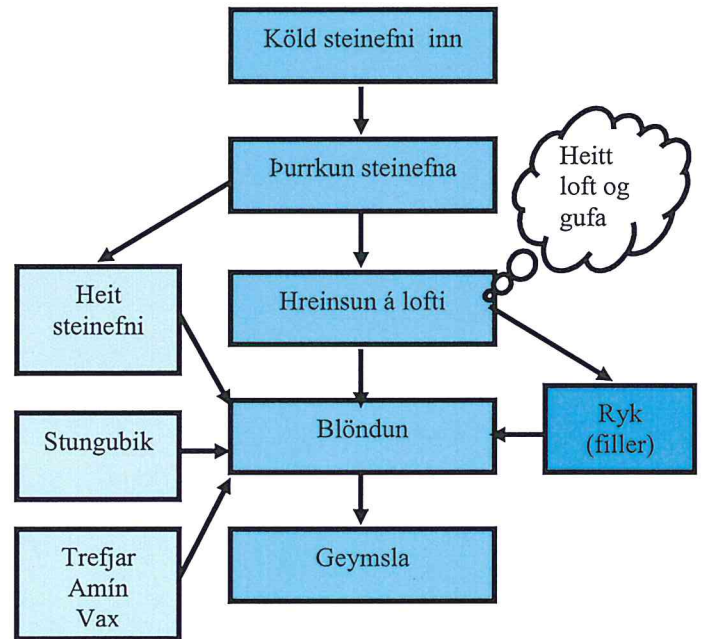 Köld steinefni inn
Þurrkun steinefna
Heitt
loft og
gufa
Heit
steinefni
Hreinsun á lofti
Stungubik
Blöndun
Ryk
(filler)
Trefjar
Amín
Vax
Geymsla